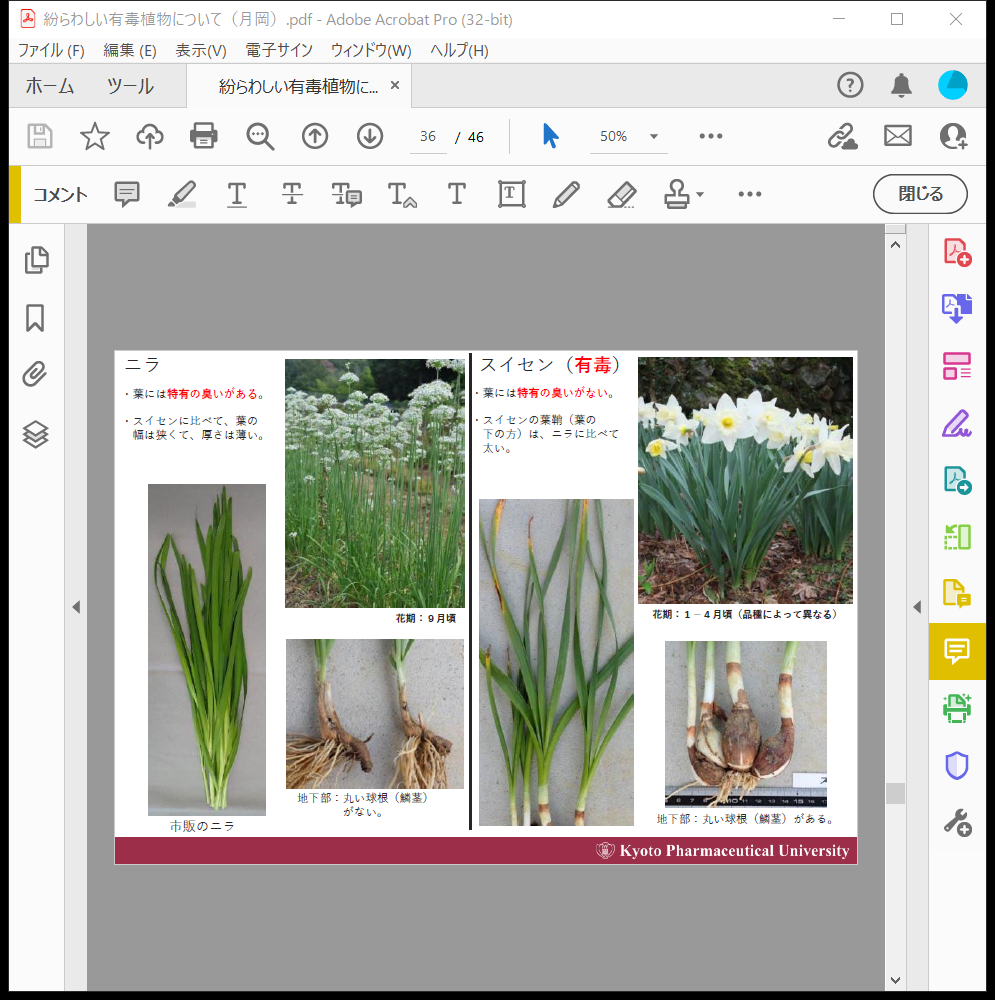 紛らわしい有毒植物について（月岡）.pdf - Adobe Acrobat Pro (32-bit)
ファイル (F) 編集 (E) 表示(V) 電子サイン ウィンドウ(W) ヘルプ(H)
ホーム ツール 紛らわしい有毒植物に... ×
36 / 46 50%
コメント 閉じる
ニラ
・葉には特有の臭いがある。
・スイセンに比べて、葉の
幅は狭くて、厚さは薄い。
花期：９月頃
地下部：丸い球根（鱗茎）
がない。
市販のニラ
スイセン（有毒）
・葉には特有の臭いがない。
・スイセンの葉鞘（葉の
下の方）は、ニラに比べて
太い。
花期：１－４月頃（品種によって異なる）
地下部：丸い球根（鱗茎）がある。
Kyoto Pharmaceutical University